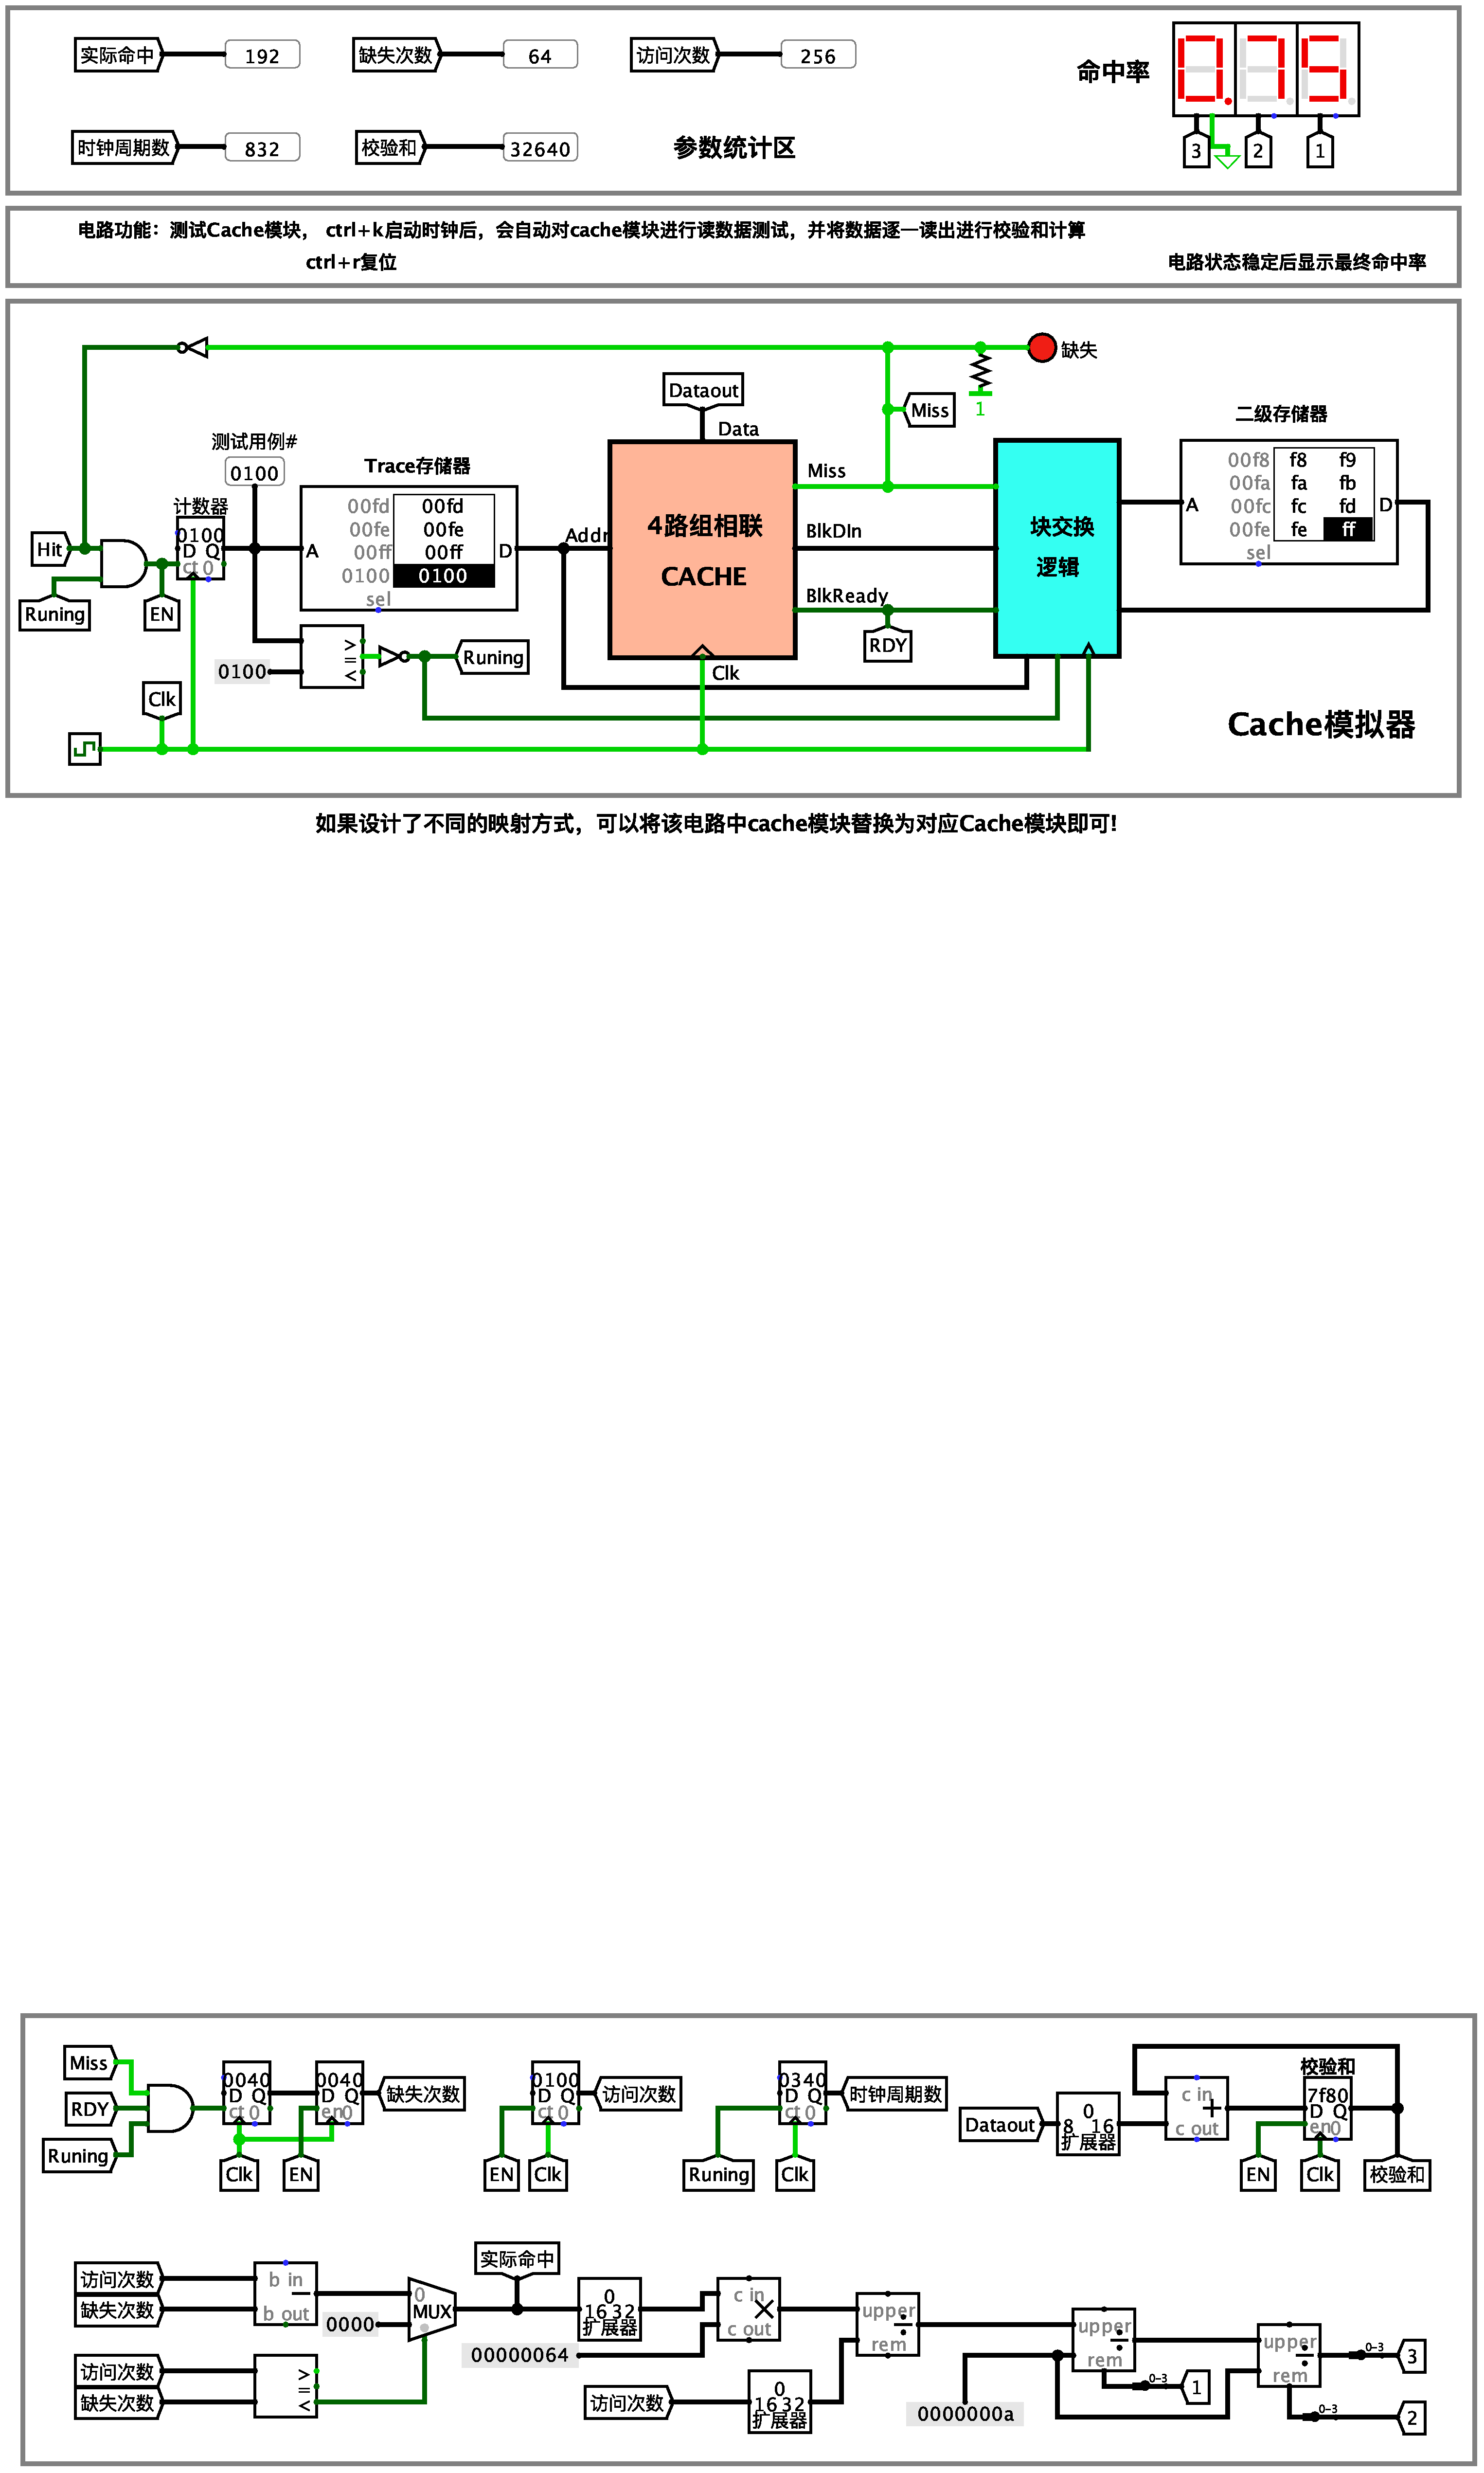 实际命中 192 缺失次数 64 访问次数 256
命中率 0.75
时钟周期数 832 校验和 32640 参数统计区 3 2 1
电路功能：测试Cache模块， ctrl+k启动时钟后，会自动对cache模块进行读数据测试，并将数据逐一读出进行校验和计算
ctrl+r复位 电路状态稳定后显示最终命中率
缺失
Dataout
Miss
1
Data
二级存储器
测试用例#
0100
Trace存储器
计数器
0100
D Q
ct 0
Hit
Runing
EN
A
00fd 00fd
00fe 00fe
00ff 00ff
0100 0100
sel
D
Addr
4路组相联
CACHE
Miss
BlkDIn
BlkReady
RDY
Clk
块交换
逻辑
A
00f8 f8 f9
00fa fa fb
00fc fc fd
00fe fe ff
sel
D
0100
>
=
<
Runing
Clk
Cache模拟器
如果设计了不同的映射方式，可以将该电路中cache模块替换为对应Cache模块即可!
Miss
RDY
Runing
0040
D Q
ct 0
Clk
0040
D Q
en0
EN
缺失次数
0100
D Q
ct 0
EN
Clk
访问次数
0340
D Q
ct 0
Runing
Clk
时钟周期数
Dataout
0
8 16
扩展器
c in
+
c out
校验和
7f80
D Q
en0
EN
Clk
校验和
访问次数
缺失次数
b in
−
b out
0000
0
MUX
实际命中
0
16 32
扩展器
00000064
c in
×
c out
upper
÷
rem
访问次数
缺失次数
>
=
<
访问次数
0
16 32
扩展器
0000000a
upper
÷
rem
0-3
1
upper
÷
rem
0-3
3
0-3
2